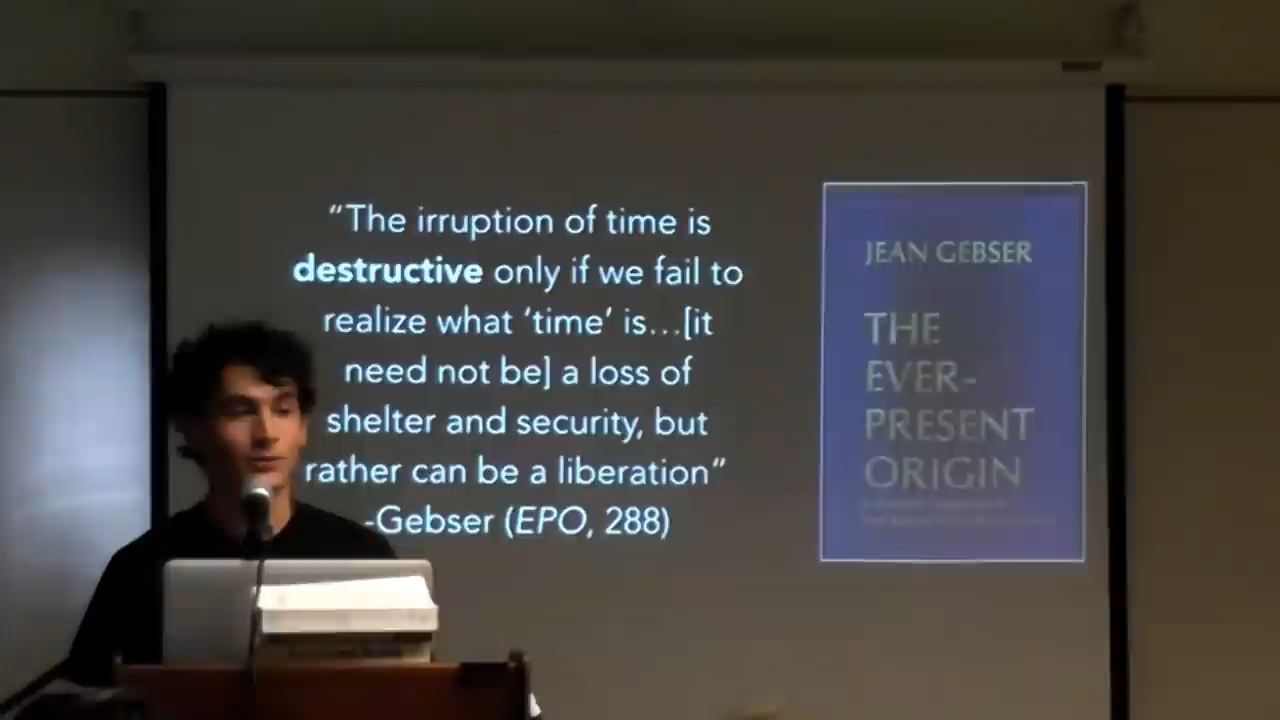 “The irruption of time is
destructive only if we fail to
realize what ‘time’ is...[it
need not be] a loss of
shelter and security, but
rather can be a liberation”
-Gebser (EPO, 288)
JEAN GEBSER
THE
EVER-
PRESENT
ORIGIN